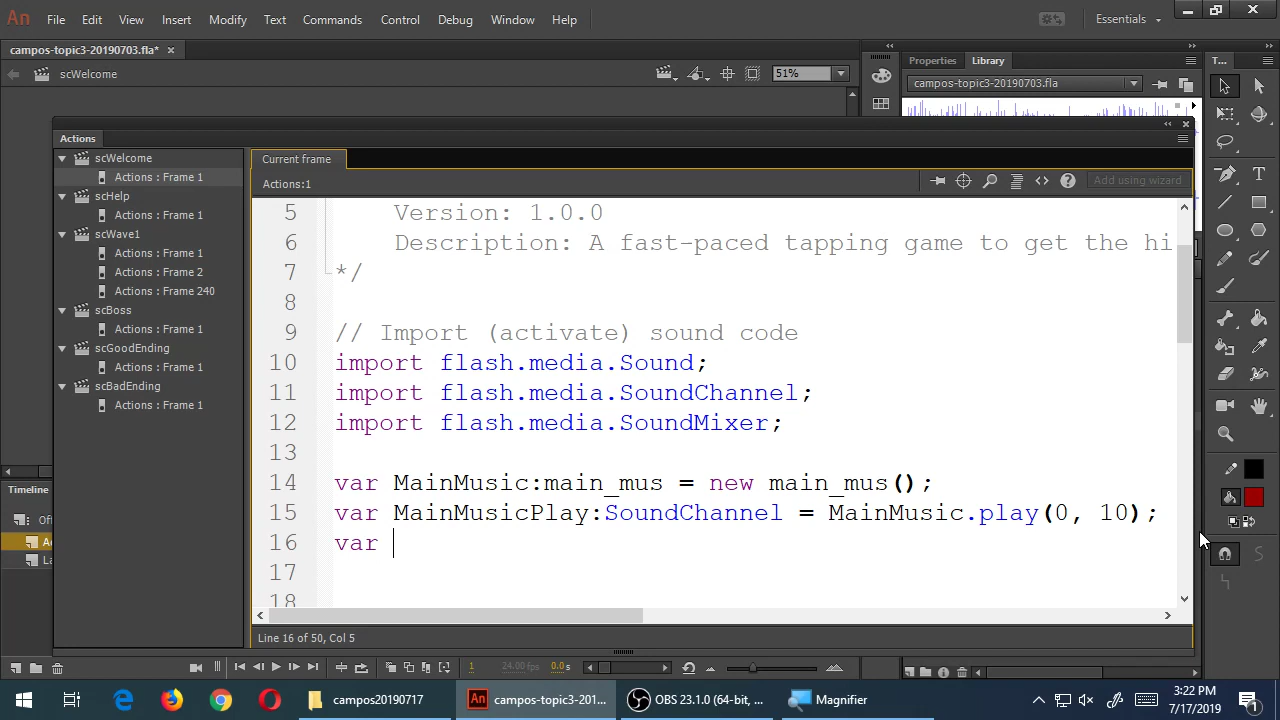 An File Edit View Insert Modify Text Commands Control Debug Window Help Essentials
campos-topic3-20190703.fla* ×
scWelcome 51%
Properties Library T...
campos-topic3-20190703.fla
Actions
scWelcome
Actions : Frame 1
scHelp
Actions : Frame 1
scWave1
Actions : Frame 1
Actions : Frame 2
Actions : Frame 240
scBoss
Actions : Frame 1
scGoodEnding
Actions : Frame 1
scBadEnding
Actions : Frame 1
Current frame
Actions:1 Add using wizard
5 Version: 1.0.0
6 Description: A fast-paced tapping game to get the hi
7 */
8
9 // Import (activate) sound code
10 import flash.media.Sound;
11 import flash.media.SoundChannel;
12 import flash.media.SoundMixer;
13
14 var MainMusic:main_mus = new main_mus();
15 var MainMusicPlay:SoundChannel = MainMusic.play(0, 10);
16 var
17
18
Line 16 of 50, Col 5
Timeline
1 24.00 fps 0.0 s
campos20190717 An campos-topic3-201... OBS 23.1.0 (64-bit, ... Magnifier
3:22 PM
7/17/2019
1